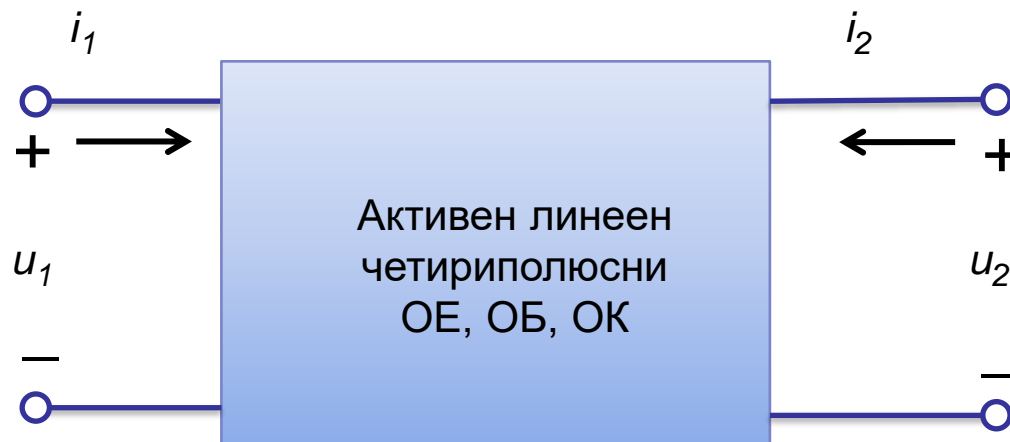 i1 i2
+ +
Активен линеен
u1 четириполюсни u2
ОЕ, ОБ, ОК
– –